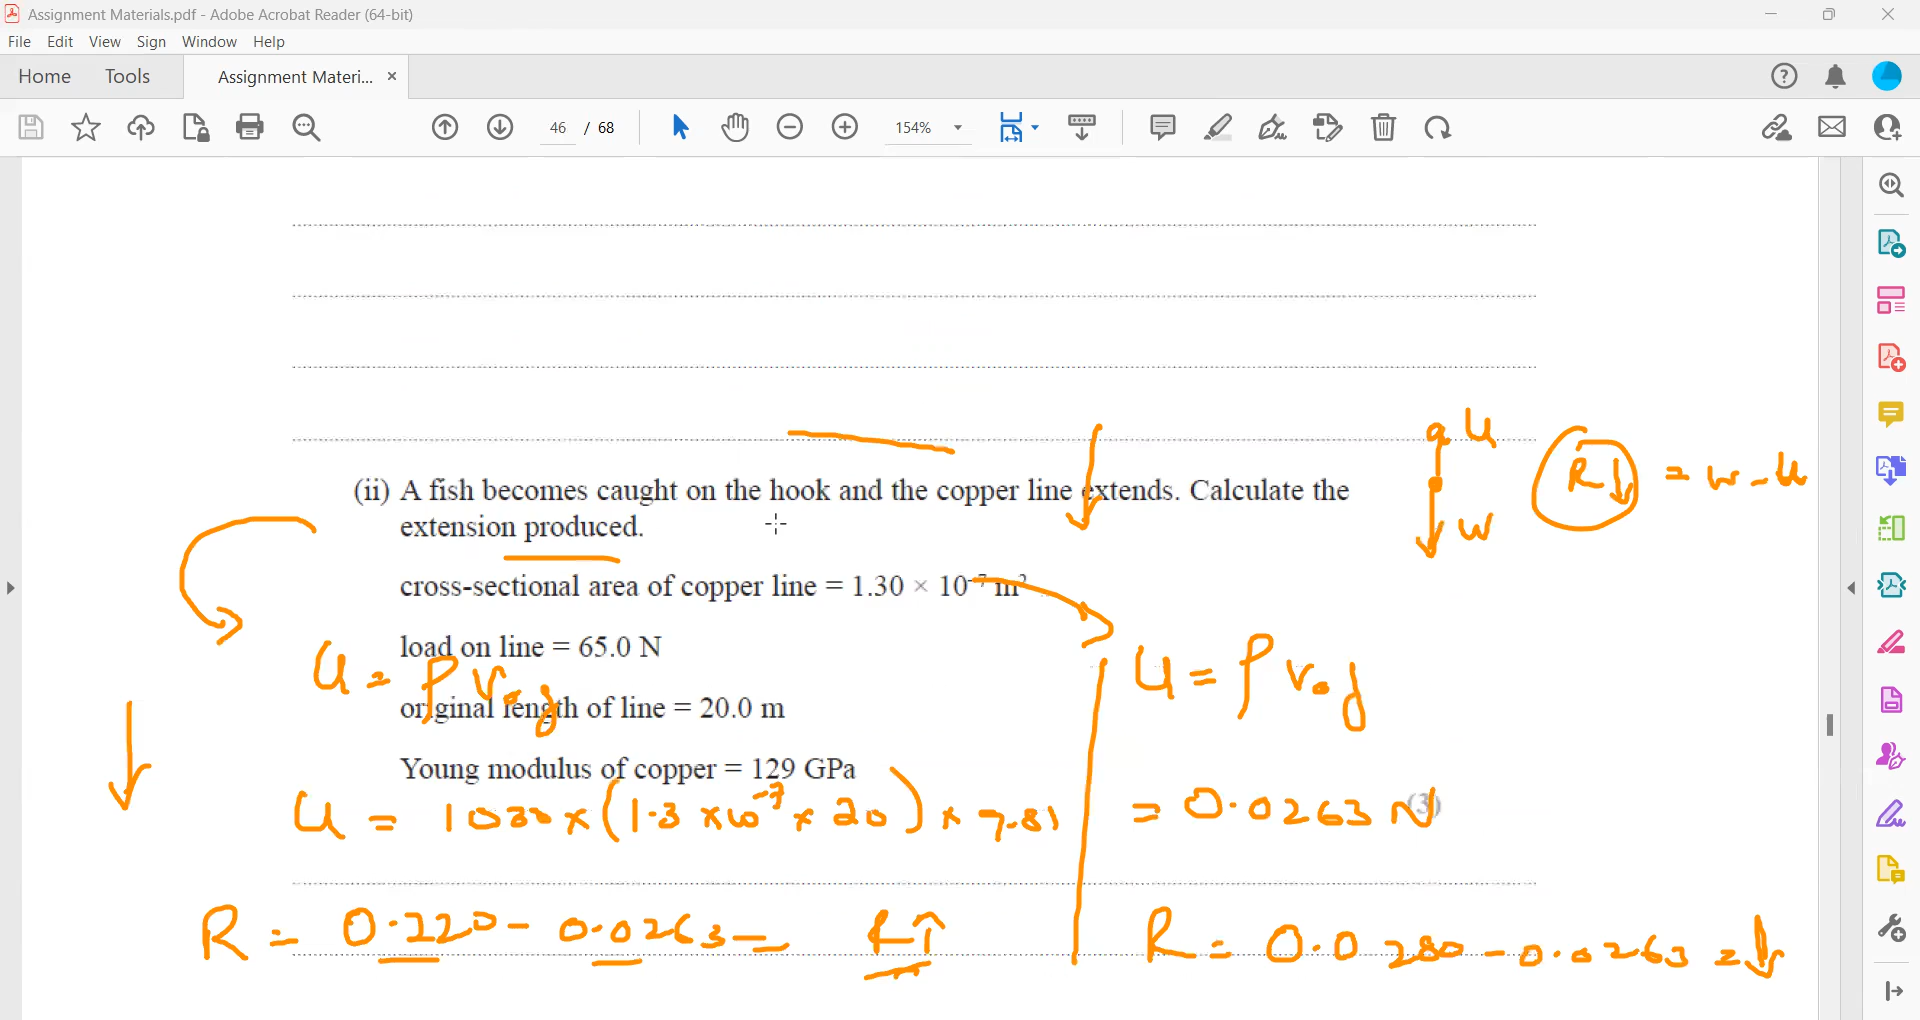 Assignment Materials.pdf - Adobe Acrobat Reader (64-bit)
File Edit View Sign Window Help
Home Tools Assignment Materi... ×
46 / 68 154%
(ii) A fish becomes caught on the hook and the copper line extends. Calculate the
extension produced.
U
R↓ = W - U
W
cross-sectional area of copper line = 1.30 × 10⁻⁷ m²
load on line = 65.0 N
U = ρ V₀ g
U = ρ V₀ g
original length of line = 20.0 m
Young modulus of copper = 129 GPa
(3)
U = 1030 × (1.3 × 10⁻⁷ × 20) × 9.81 = 0.0263 N
R = 0.220 - 0.0263 = R↑
R = 0.0280 - 0.0263 = ↓